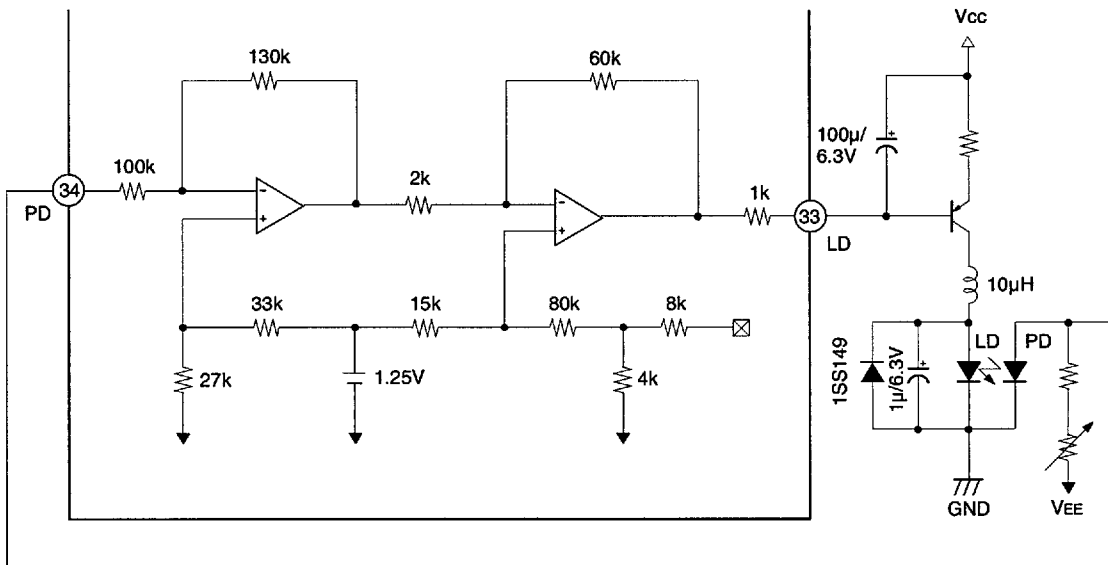 Vcc
130k
60k
100µ/
6.3V
100k
34
PD
2k
1k
33
LD
-
+
-
+
10µH
33k
15k
80k
8k
LD
PD
1SS149
1µ/6.3V
27k
1.25V
4k
GND
VEE
+
+